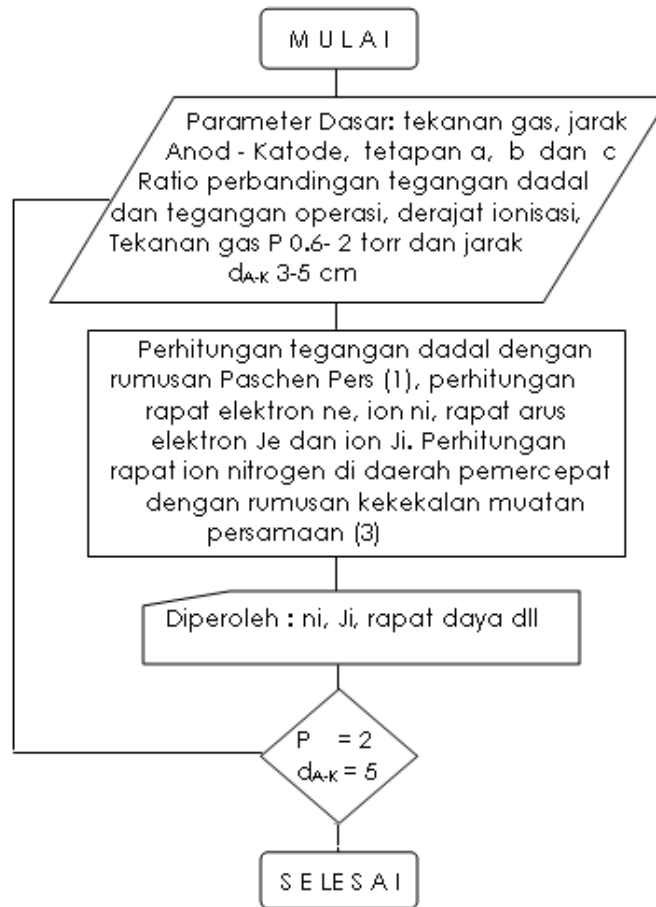 M U L A I
Parameter Dasar: tekanan gas, jarak
Anod - Katode, tetapan a, b dan c
Ratio perbandingan tegangan dadal
dan tegangan operasi, derajat ionisasi,
Tekanan gas P 0.6- 2 torr dan jarak
dA-K 3-5 cm
Perhitungan tegangan dadal dengan
rumusan Paschen Pers (1), perhitungan
rapat elektron ne, ion ni, rapat arus
elektron Je dan ion Ji. Perhitungan
rapat ion nitrogen di daerah pemercepat
dengan rumusan kekekalan muatan
persamaan (3)
Diperoleh : ni, Ji, rapat daya dll
P = 2
dA-K = 5
S E L E S A I